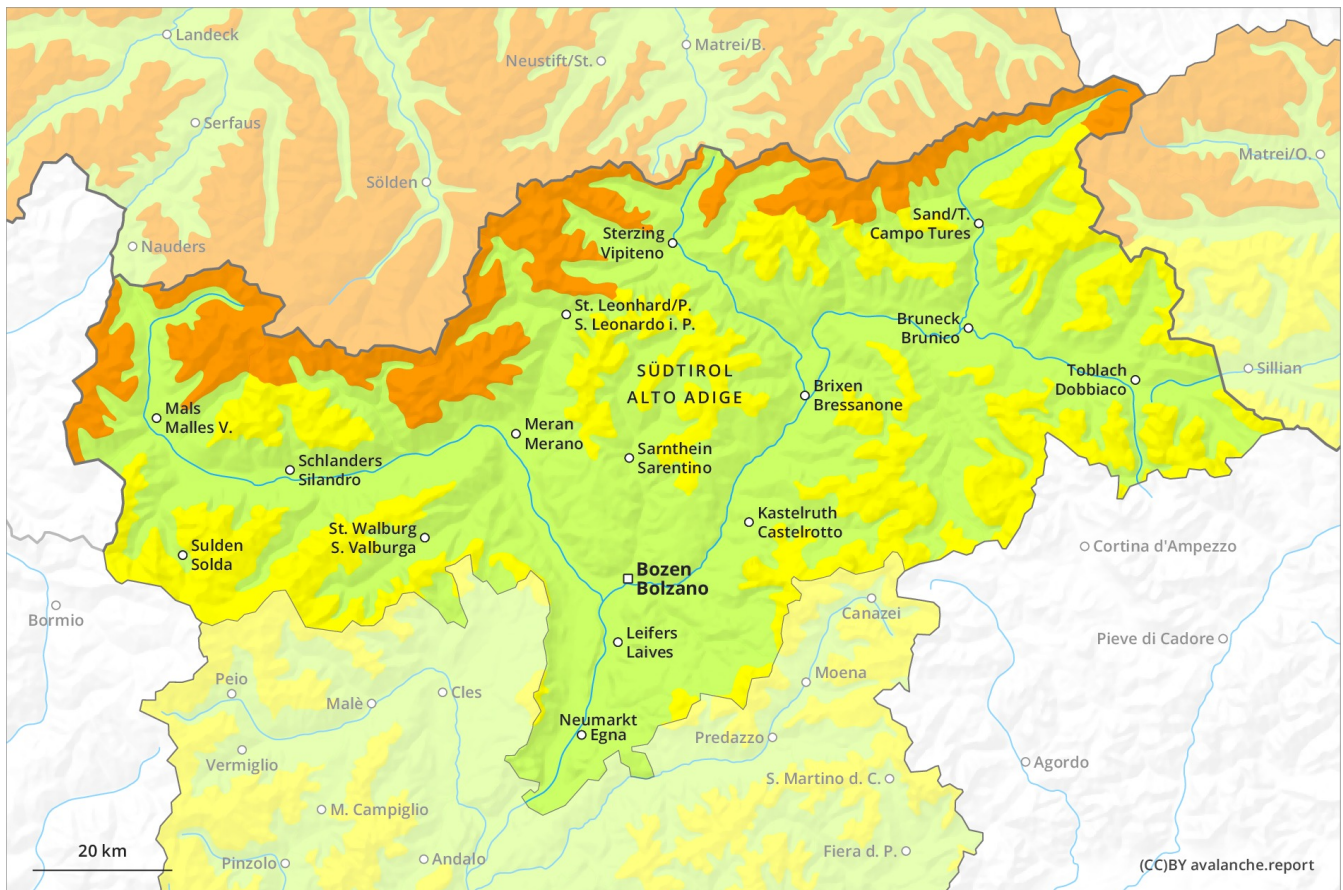 Landeck
Matrei/B.
Neustift/St.
Serfaus
Matrei/O.
Sölden
Sand/T.
Campo Tures
Nauders
Sterzing
Vipiteno
St. Leonhard/P.
S. Leonardo i. P.
Bruneck
Brunico
SÜDTIROL
ALTO ADIGE
Toblach
Dobbiaco
Sillian
Brixen
Bressanone
Mals
Malles V.
Meran
Merano
Sarnthein
Sarentino
Schlanders
Silandro
Kastelruth
Castelrotto
St. Walburg
S. Valburga
Sulden
Solda
Cortina d'Ampezzo
Bozen
Bolzano
Bormio
Canazei
Leifers
Laives
Pieve di Cadore
Peio
Moena
Malè
Cles
Neumarkt
Egna
Predazzo
Vermiglio
Agordo
S. Martino d. C.
M. Campiglio
20 km
Pinzolo
Andalo
Fiera d. P.
(CC)BY avalanche.report